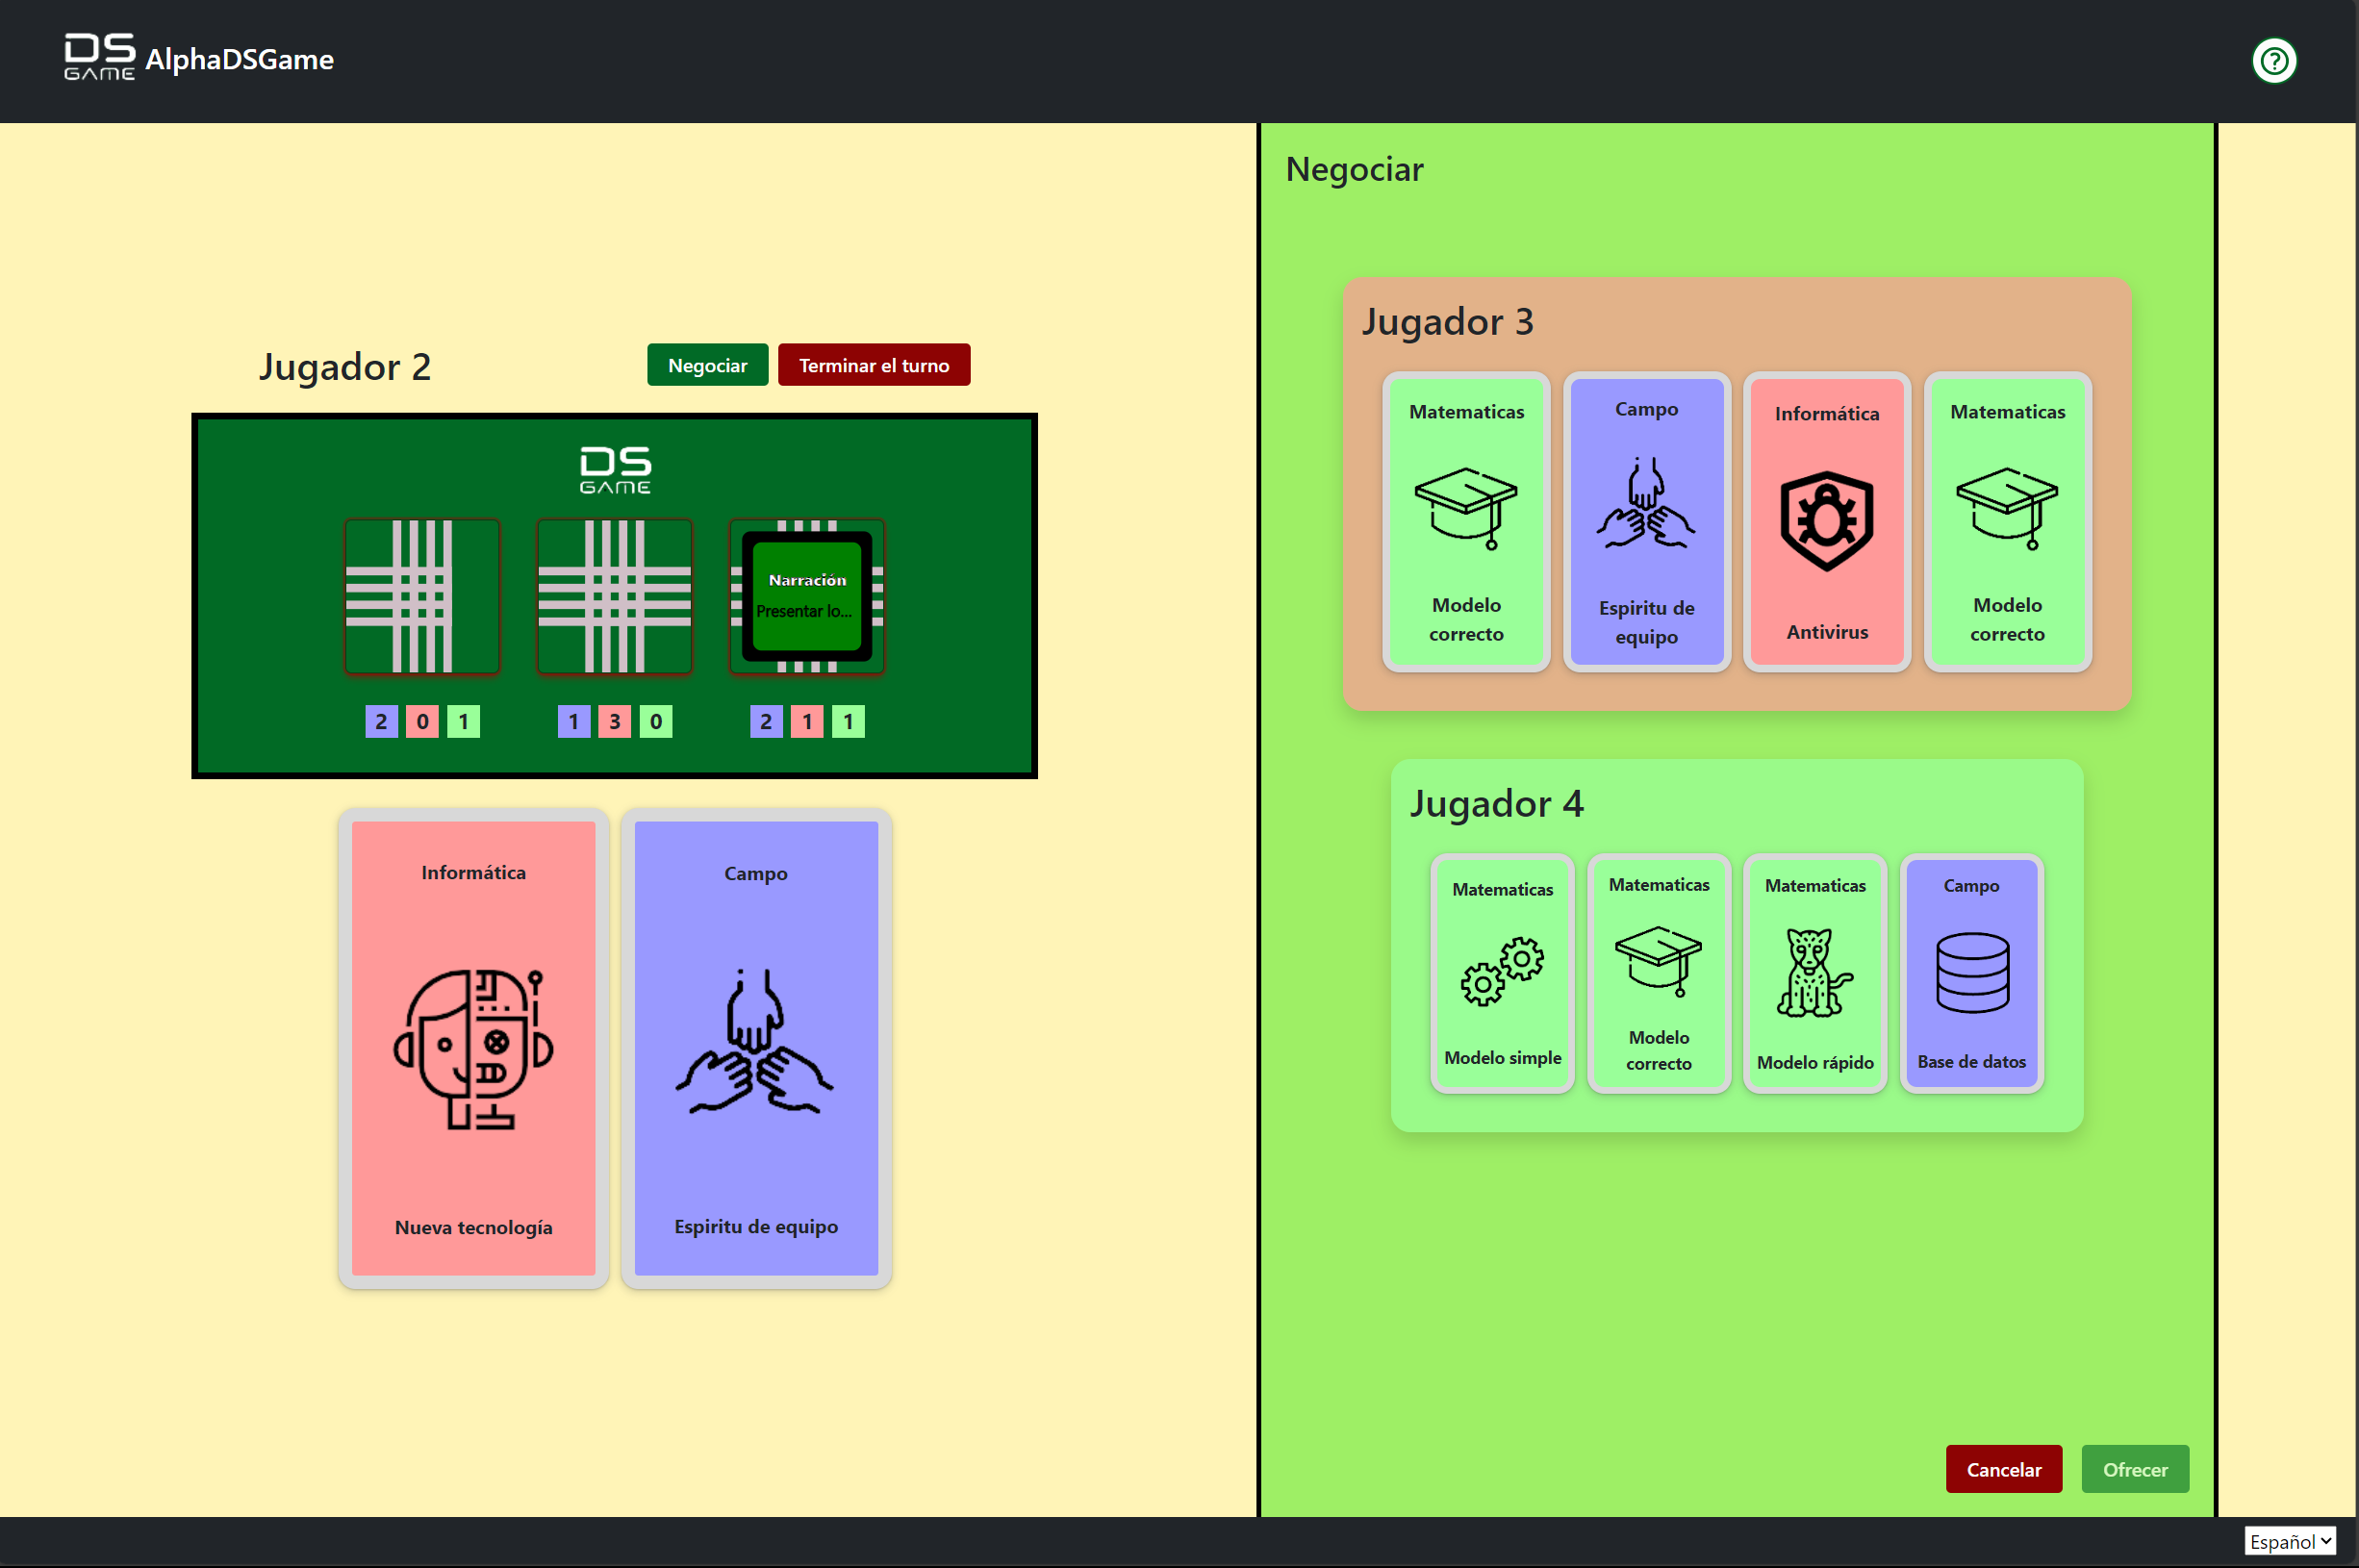 DS
GAME
AlphaDSGame
Jugador 2
Negociar
Terminar el turno
DS
GAME
Narración
Presentar lo...
2 0 1
1 3 0
2 1 1
Informática
Nueva tecnología
Campo
Espiritu de equipo
Negociar
Jugador 3
Matematicas
Modelo
correcto
Campo
Espiritu de
equipo
Informática
Antivirus
Matematicas
Modelo
correcto
Jugador 4
Matematicas
Modelo simple
Matematicas
Modelo
correcto
Matematicas
Modelo rápido
Campo
Base de datos
Cancelar
Ofrecer
Español